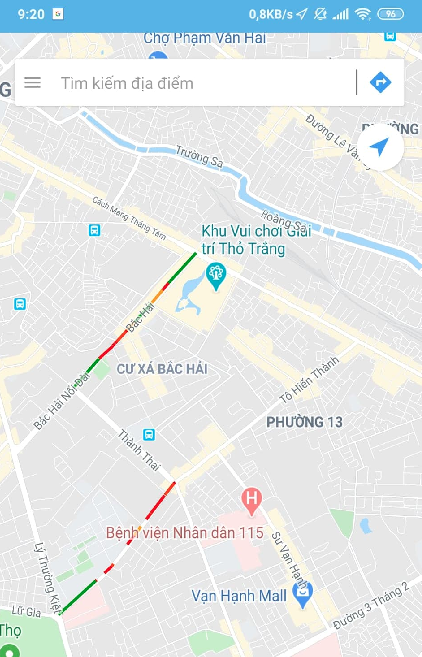 9:20
G
0,8KB/s
96
Chợ Phạm Văn Hai
G
Tìm kiếm địa điểm
Đường Lê Văn
Trường Sa
Hoàng Sa
Cách Mạng Tháng Tám
Khu Vui chơi Giải
trí Thỏ Trắng
Bắc Hải
CƯ XÁ BẮC HẢI
Tô Hiến Thành
Bắc Hải Nối Dài
PHƯỜNG 13
Thành Thái
H
Bệnh viện Nhân dân 115
Sư Vạn Hạnh
Lý Thường Kiệt
Vạn Hạnh Mall
Lữ Gia
Đường 3 Tháng 2
Thọ